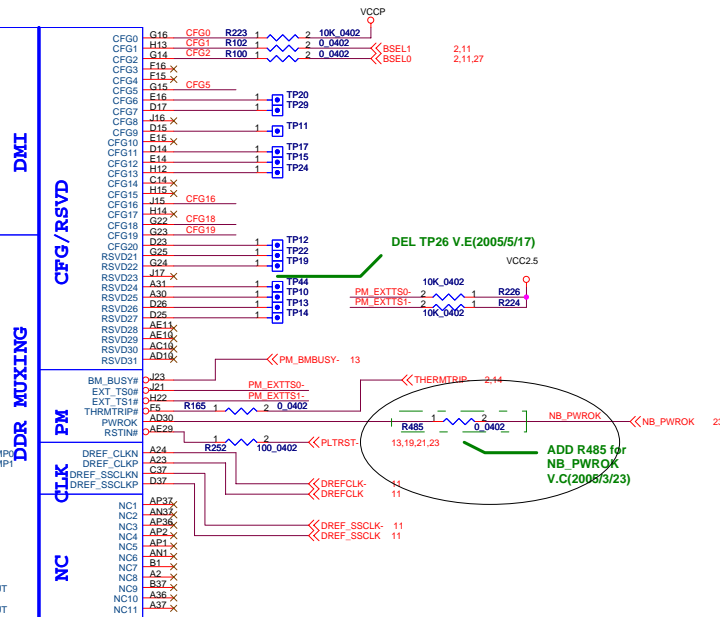 VCCP
CFG0 G16 CFG0 R223 1 2 10K_0402
CFG1 H13 CFG1 R102 1 2 0_0402 BSEL1 2,11
CFG2 G14 CFG2 R100 1 2 0_0402 BSEL0 2,11,27
CFG3 F16
CFG4 F15
CFG5 G15 CFG5
CFG6 E16 1 TP20
CFG7 D17 1 TP29
CFG8 J16
CFG9 D15 1 TP11
CFG10 E15
CFG11 D14 1 TP17
CFG12 E14 1 TP15
CFG13 H12 1 TP24
CFG14 C14
CFG15 H15
CFG16 J15 CFG16
CFG17 H14
CFG18 G22 CFG18
CFG19 G23 CFG19
CFG20 D23 1 TP12
RSVD21 G25 1 TP22
RSVD22 G24 1 TP19
RSVD23 J17
RSVD24 A31 1 TP44
RSVD25 A30 1 TP10
RSVD26 D26 1 TP13
RSVD27 D25 1 TP14
RSVD28 AE11
RSVD29 AE10
RSVD30 AC10
RSVD31 AD10
DMI
CFG/RSVD
DEL TP26 V.E(2005/5/17)
VCC2.5
10K_0402
PM_EXTTS0- 2 1 R226
PM_EXTTS1- 2 1 R224
10K_0402
DDR MUXING
PM
BM_BUSY# J23 PM_BMBUSY- 13
EXT_TS0# J21 PM_EXTTS0-
EXT_TS1# H22 PM_EXTTS1-
THRMTRIP# F5 R165 1 2 0_0402 THERMTRIP- 2,14
PWROK AD30 R485 1 2 0_0402 NB_PWROK NB_PWROK 23
RSTIN# AE29 R252 1 2 100_0402 PLTRST- 13,19,21,23
ADD R485 for
NB_PWROK
V.C(2005/3/23)
CLK
DREF_CLKN A24 DREFCLK- 11
DREF_CLKP A23 DREFCLK 11
DREF_SSCLKN C37 DREF_SSCLK- 11
DREF_SSCLKP D37 DREF_SSCLK 11
MP0
MP1
NC
NC1 AP37
NC2 AN37
NC3 AP36
NC4 AP2
NC5 AP1
NC6 AN1
NC7 B1
NC8 A2
NC9 B37
NC10 A36
NC11 A37
UT
UT